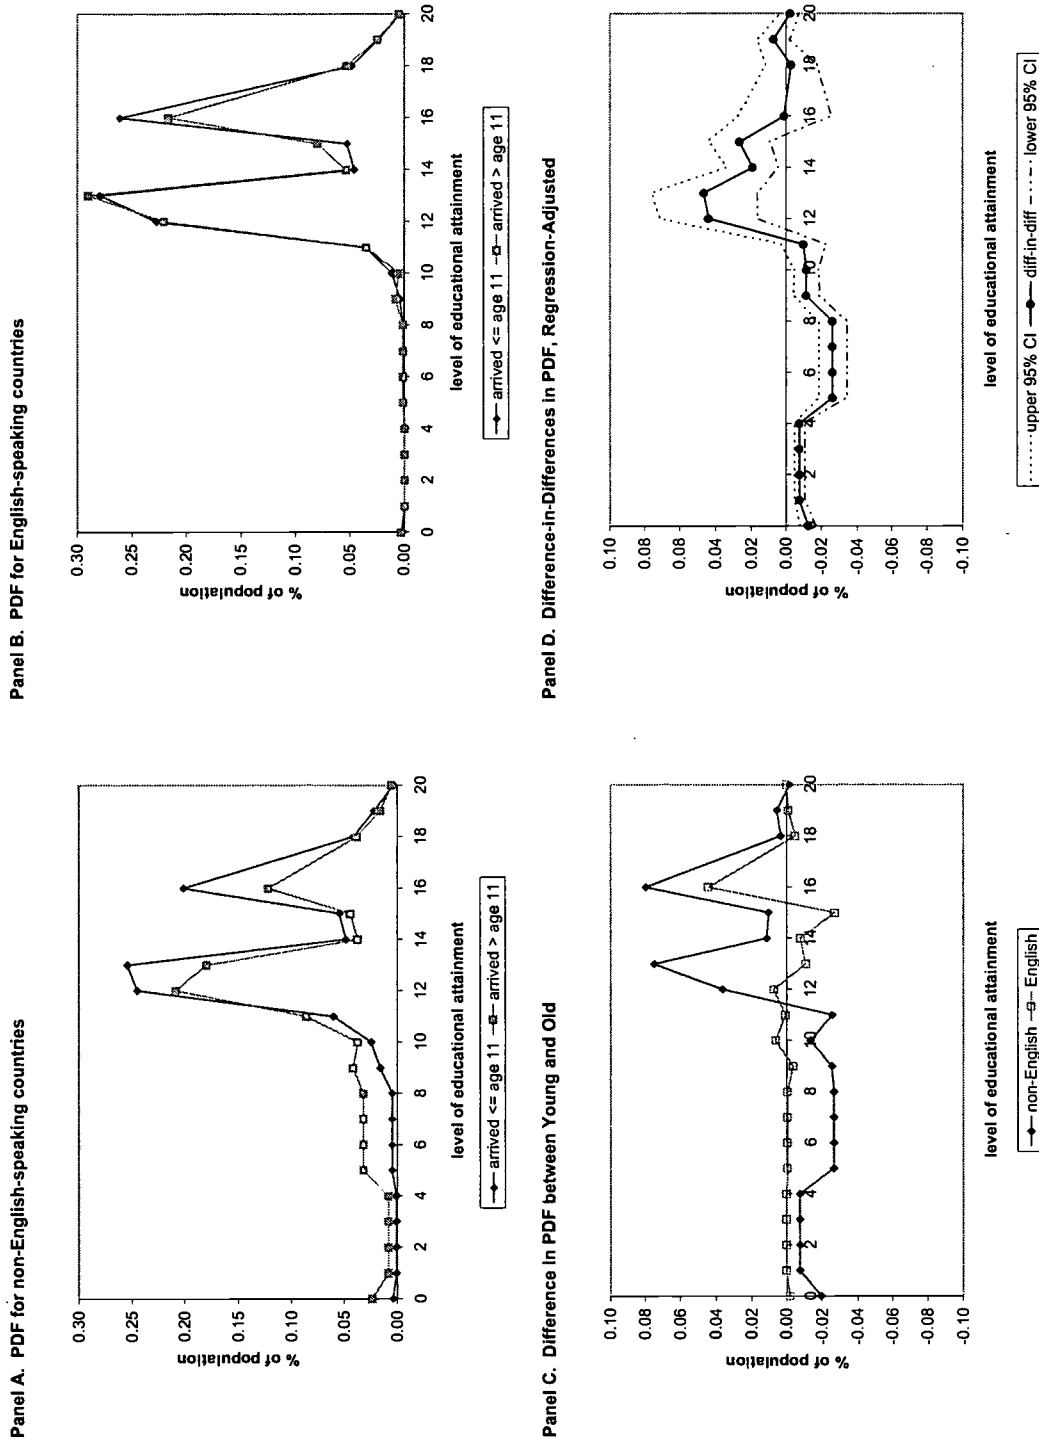 Panel A. PDF for non-English-speaking countries
0.30
0.25
0.20
0.15
0.10
0.05
0.00
% of population
0 2 4 6 8 10 12 14 16 18 20
level of educational attainment
arrived <= age 11 arrived > age 11
Panel B. PDF for English-speaking countries
0.30
0.25
0.20
0.15
0.10
0.05
0.00
% of population
0 2 4 6 8 10 12 14 16 18 20
level of educational attainment
arrived <= age 11 arrived > age 11
Panel C. Difference in PDF between Young and Old
0.10
0.08
0.06
0.04
0.02
0.00
-0.02
-0.04
-0.06
-0.08
-0.10
% of population
0 2 4 6 8 10 12 14 16 18 20
level of educational attainment
non-English English
Panel D. Difference-in-Differences in PDF, Regression-Adjusted
0.10
0.08
0.06
0.04
0.02
0.00
-0.02
-0.04
-0.06
-0.08
-0.10
% of population
0 2 4 6 8 10 12 14 16 18 20
level of educational attainment
upper 95% CI diff-in-diff lower 95% CI